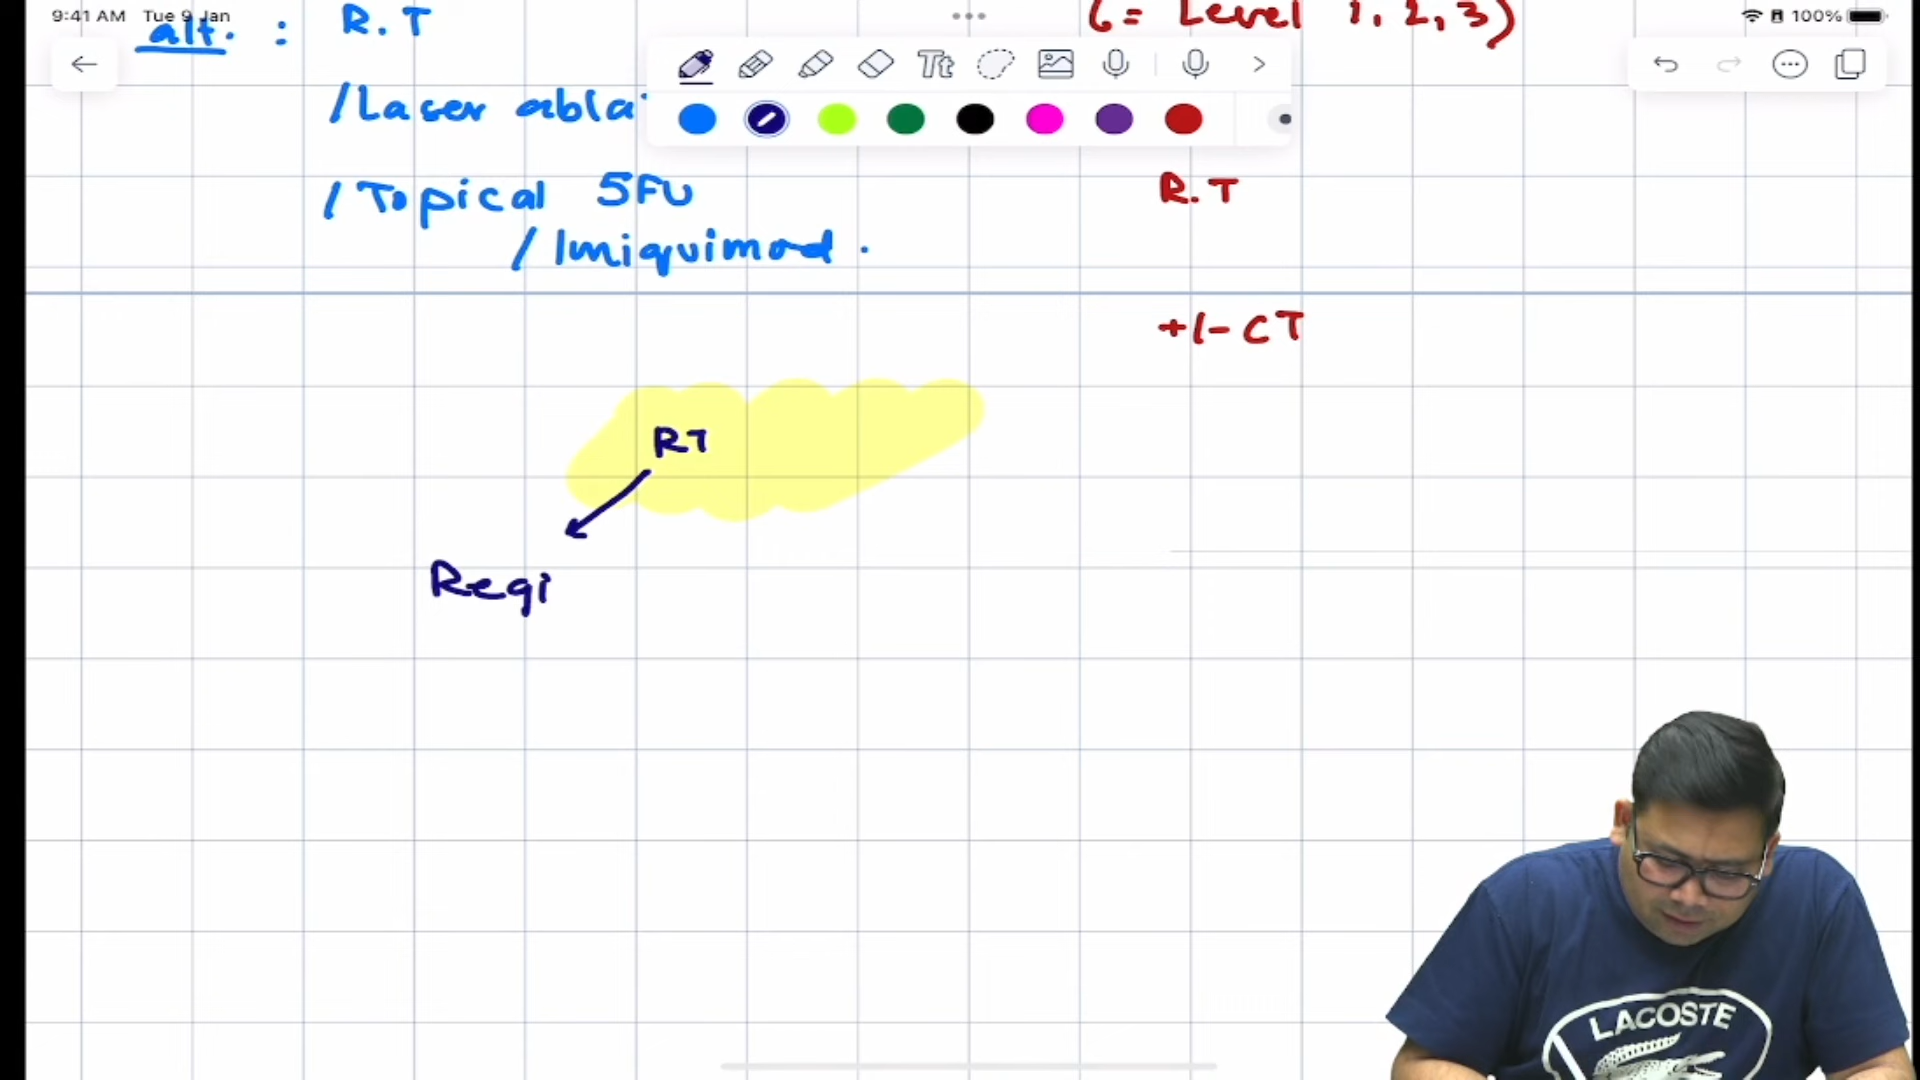 9:41 AM Tue 9 Jan
100%
alt. : R.T
(= Level 1, 2, 3)
/Laser abla
Tt
/Topical 5FU
R.T
/Imiquimod.
+/- CT
RT
Regi
LACOSTE